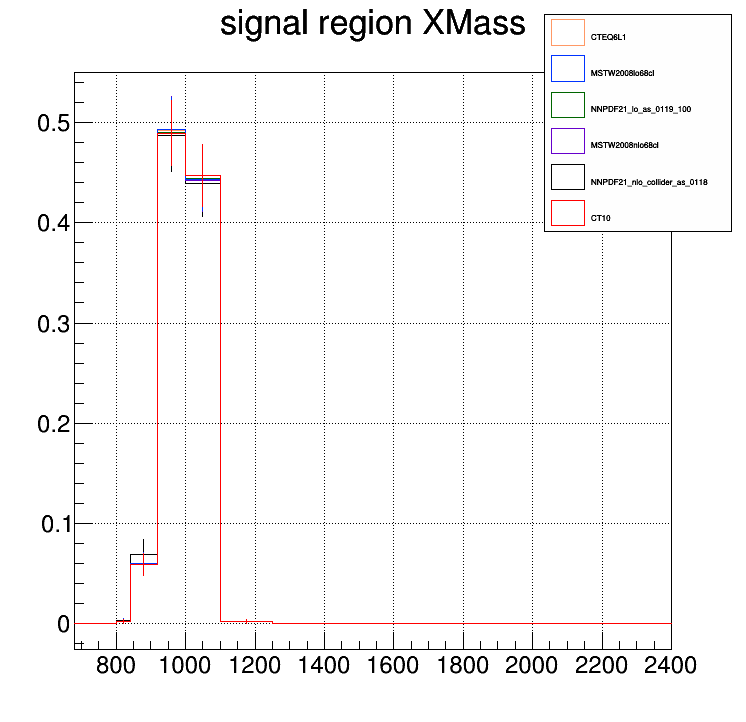 signal region XMass
CTEQ6L1
MSTW2008lo68cl
NNPDF21_lo_as_0119_100
MSTW2008nlo68cl
NNPDF21_nlo_collider_as_0118
CT10
0.5
0.4
0.3
0.2
0.1
0
800 1000 1200 1400 1600 1800 2000 2200 2400